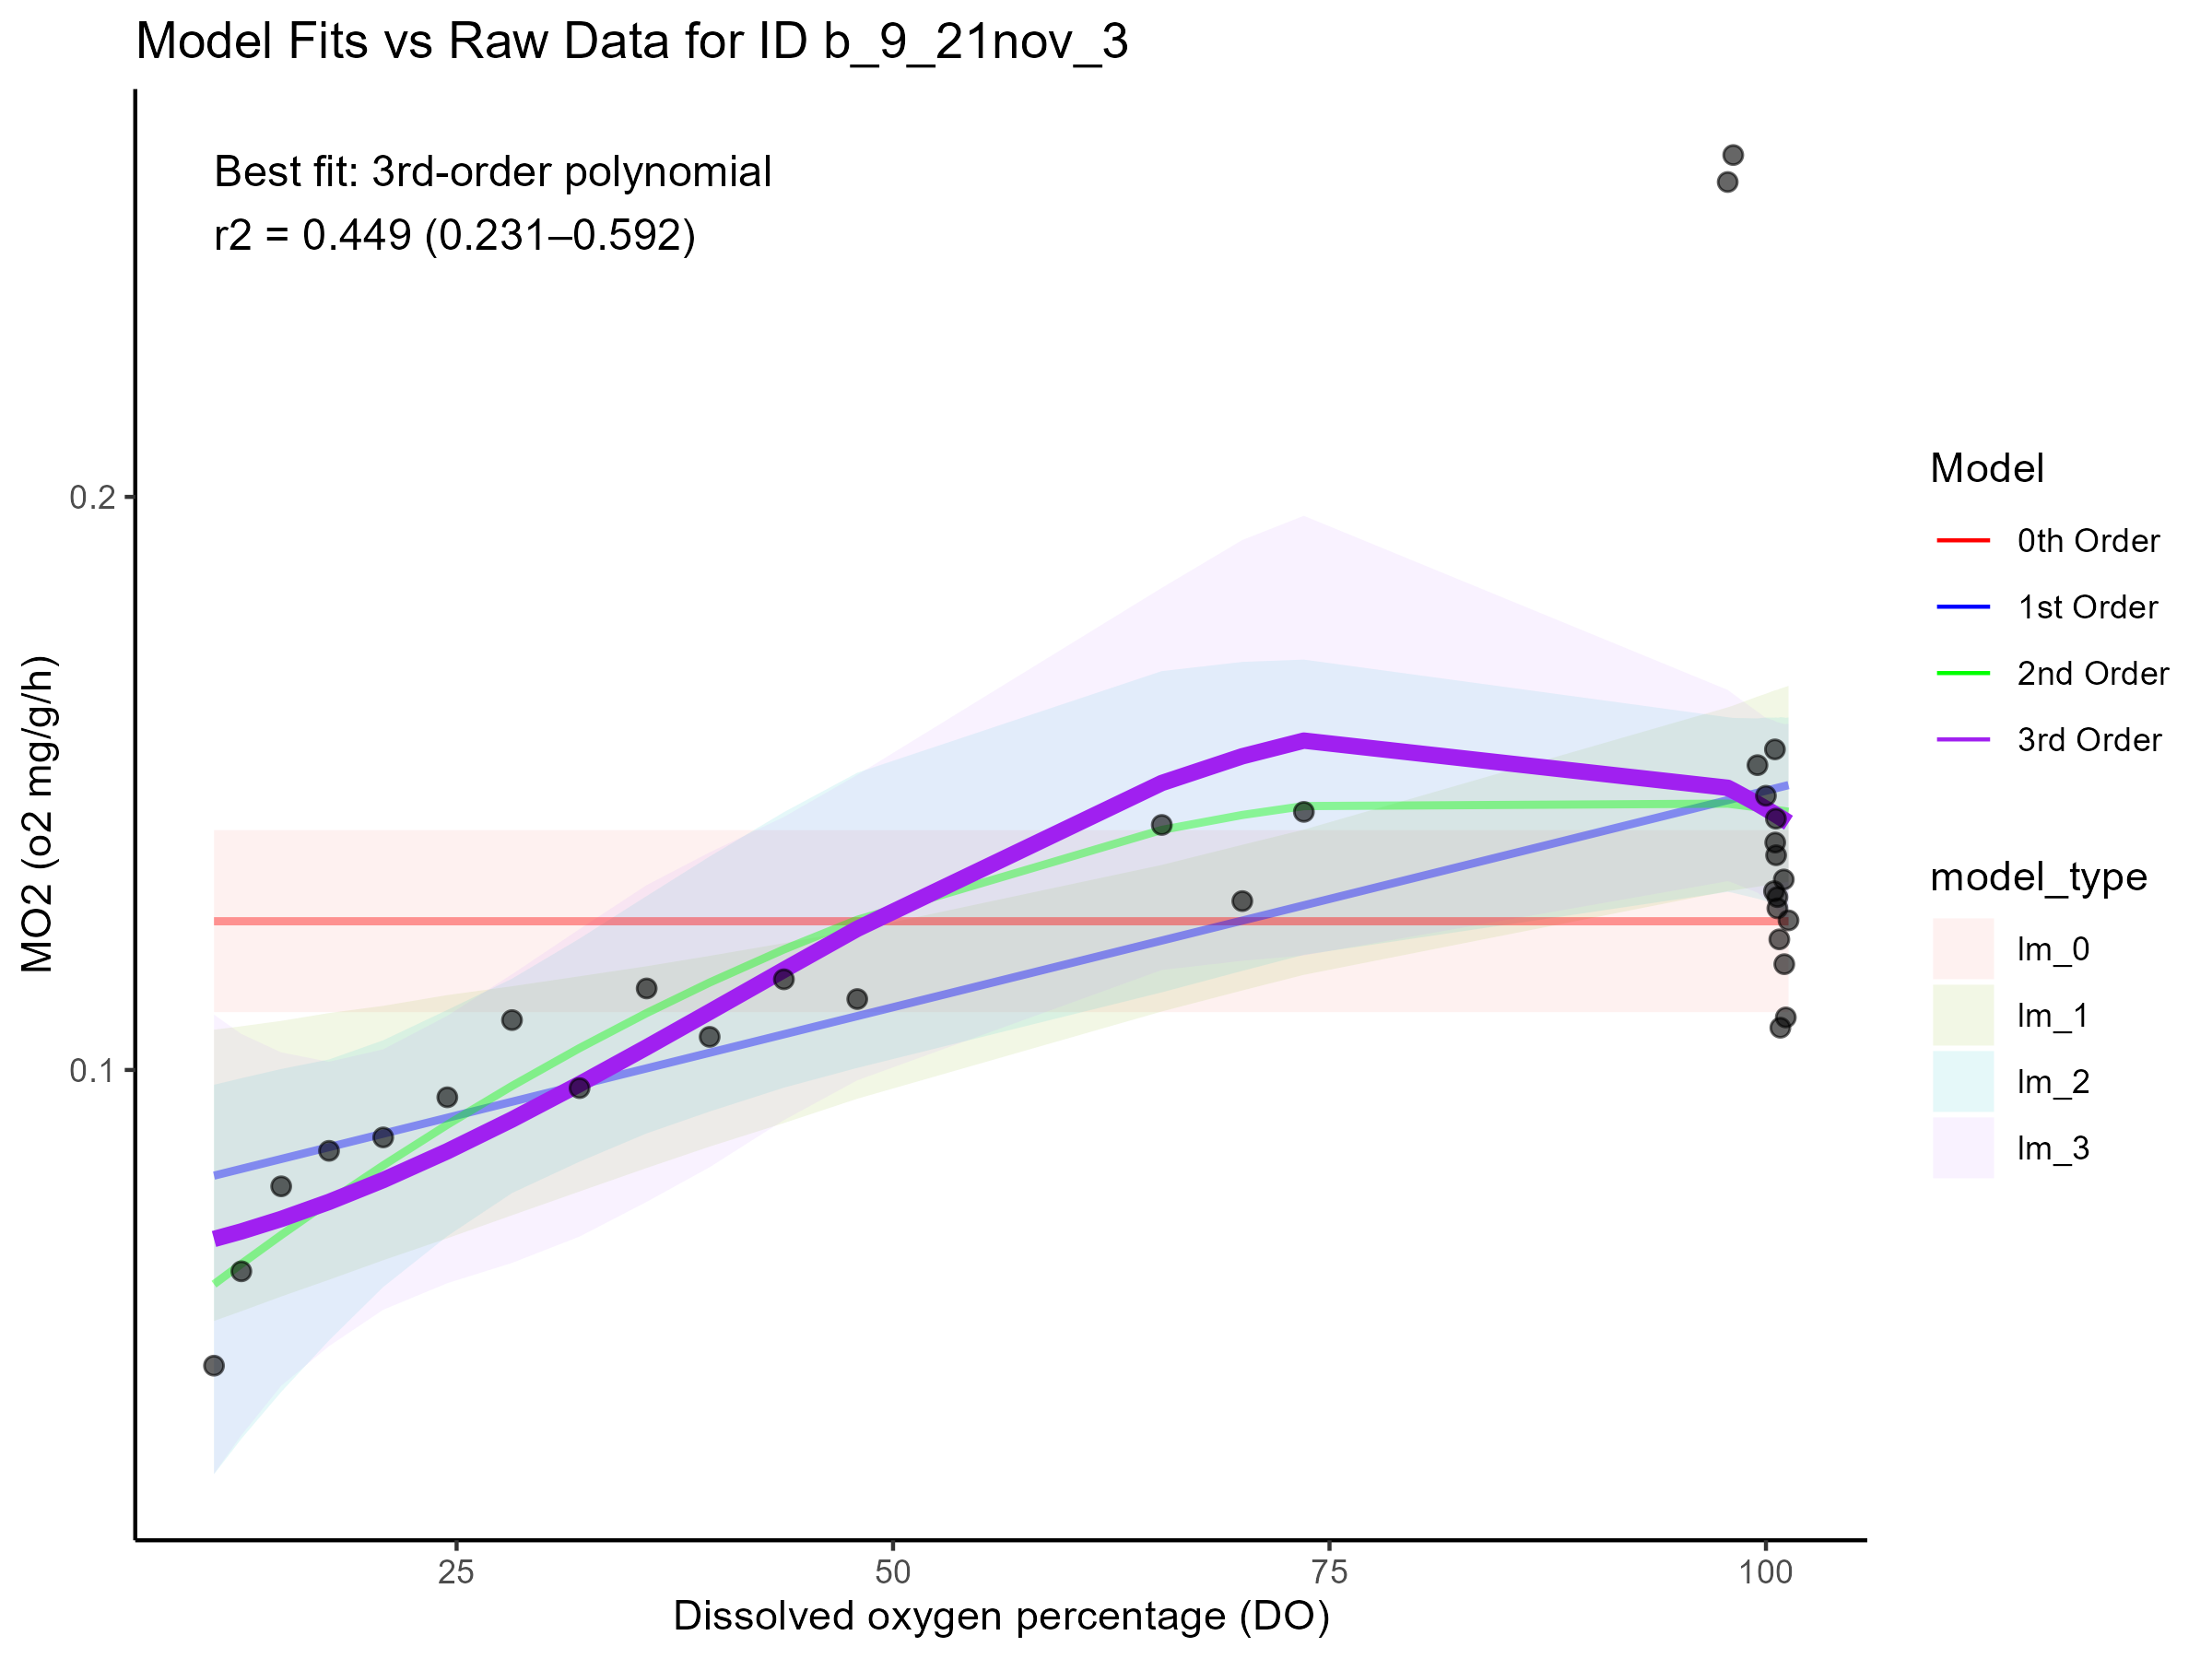 Model Fits vs Raw Data for ID b_9_21nov_3
Best fit: 3rd-order polynomial
r2 = 0.449 (0.231–0.592)
MO2 (o2 mg/g/h)
0.2
0.1
25
50
75
100
Dissolved oxygen percentage (DO)
Model
0th Order
1st Order
2nd Order
3rd Order
model_type
lm_0
lm_1
lm_2
lm_3